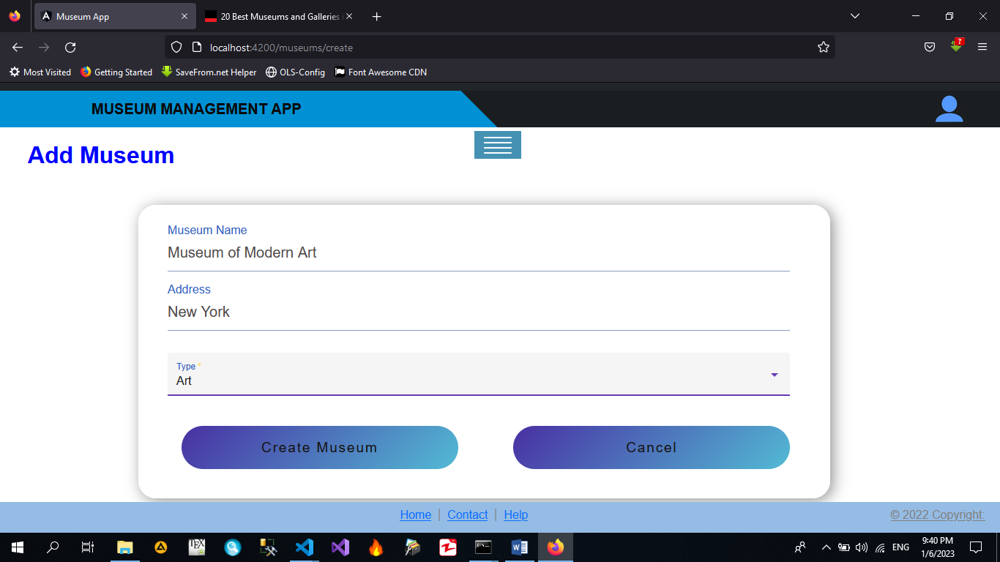 Museum App
20 Best Museums and Galleries
localhost:4200/museums/create
Most Visited
Getting Started
SaveFrom.net Helper
OLS-Config
Font Awesome CDN
MUSEUM MANAGEMENT APP
Add Museum
Museum Name
Museum of Modern Art
Address
New York
Type *
Art
Create Museum
Cancel
Home | Contact | Help
© 2022 Copyright:
TEX
ENG
9:40 PM
1/6/2023